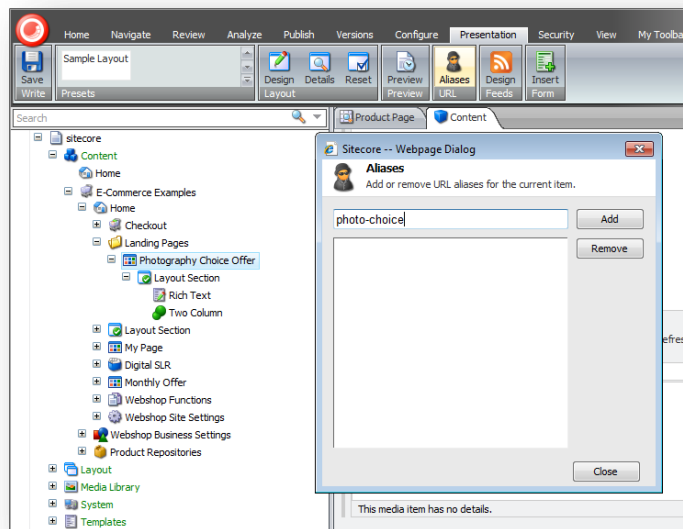 Home Navigate Review Analyze Publish Versions Configure Presentation Security View My Toolba
Sample Layout
Save
Design Details Reset Preview Aliases Design Insert
Write Presets Layout Preview URL Feeds Form
Search
Product Page Content
sitecore
Content
Home
E-Commerce Examples
Home
Checkout
Landing Pages
Photography Choice Offer
Layout Section
Rich Text
Two Column
Layout Section
My Page
Digital SLR
Monthly Offer
Webshop Functions
Webshop Site Settings
Webshop Business Settings
Product Repositories
Layout
Media Library
System
Templates
Sitecore -- Webpage Dialog
Aliases
Add or remove URL aliases for the current item.
photo-choice Add
Remove
efres
Close
This media item has no details.